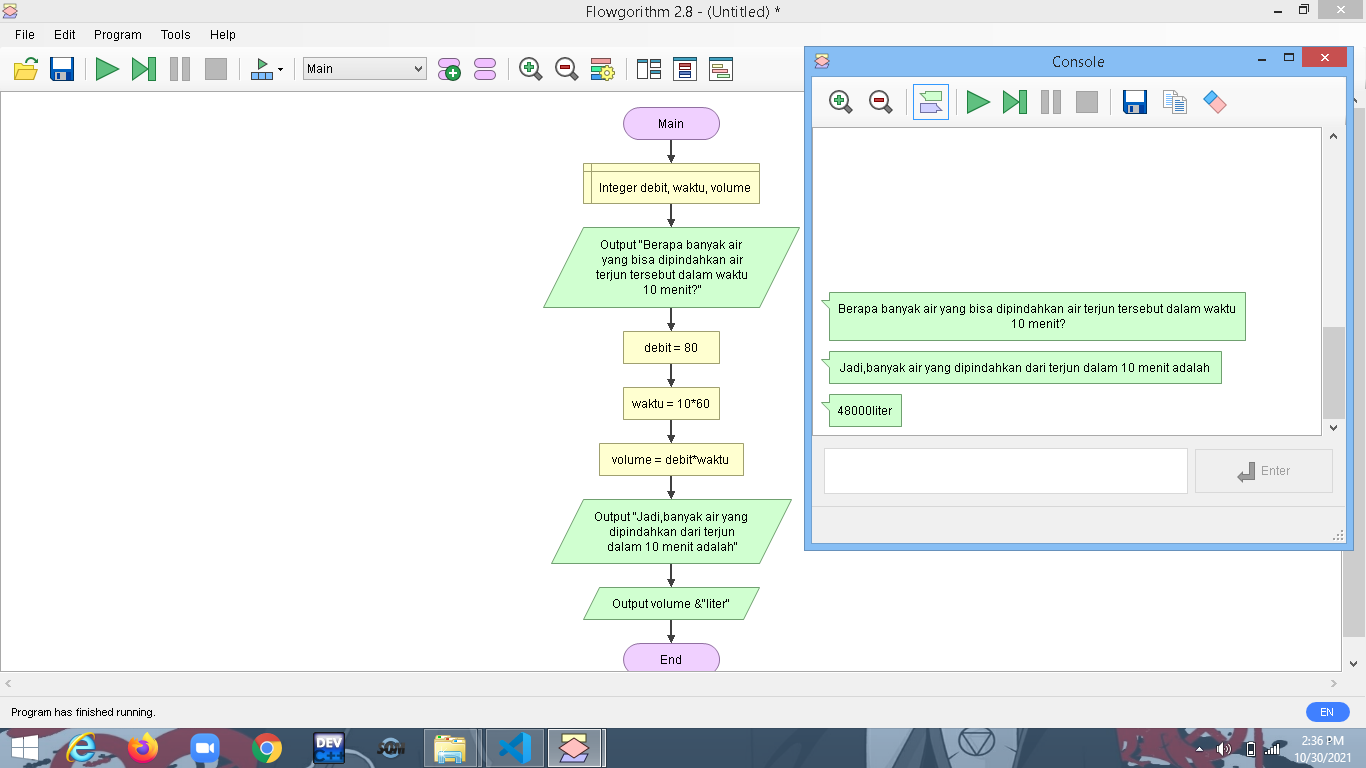 Flowgorithm 2.8 - (Untitled) *
File Edit Program Tools Help
Main
Main
Integer debit, waktu, volume
Output "Berapa banyak air
yang bisa dipindahkan air
terjun tersebut dalam waktu
10 menit?"
debit = 80
waktu = 10*60
volume = debit*waktu
Output "Jadi,banyak air yang
dipindahkan dari terjun
dalam 10 menit adalah"
Output volume &"liter"
End
Console
Berapa banyak air yang bisa dipindahkan air terjun tersebut dalam waktu
10 menit?
Jadi,banyak air yang dipindahkan dari terjun dalam 10 menit adalah
48000liter
Enter
Program has finished running.
EN
DEV
C++
2:36 PM
10/30/2021